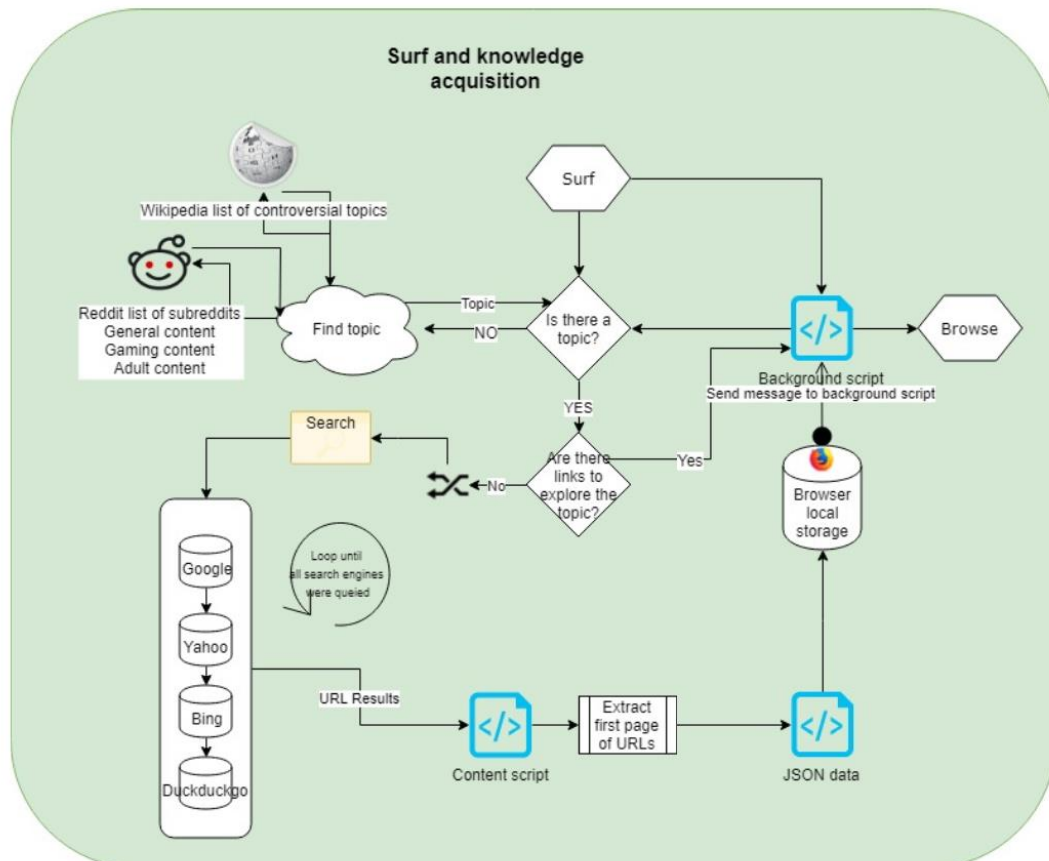 Surf and knowledge
acquisition
Surf
Wikipedia list of controversial topics
Reddit list of subreddits
General content
Gaming content
Adult content
Find topic
Topic
NO
Is there a
topic?
Background script
Send message to background script
Browse
YES
Search
No
Are there
links to
explore the
topic?
Yes
Browser
local
storage
Google
Yahoo
Bing
Duckduckgo
Loop until
all search engines
were queied
URL Results
Content script
Extract
first page
of URLs
JSON data